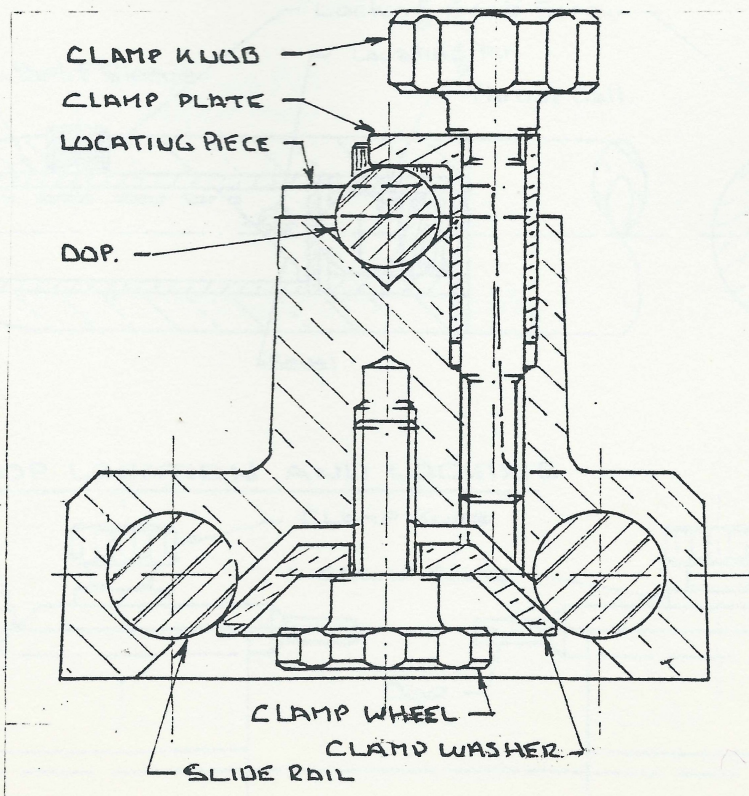 CLAMP KNOB
CLAMP PLATE
LOCATING PIECE
DOP.
CLAMP WHEEL
CLAMP WASHER
SLIDE RAIL